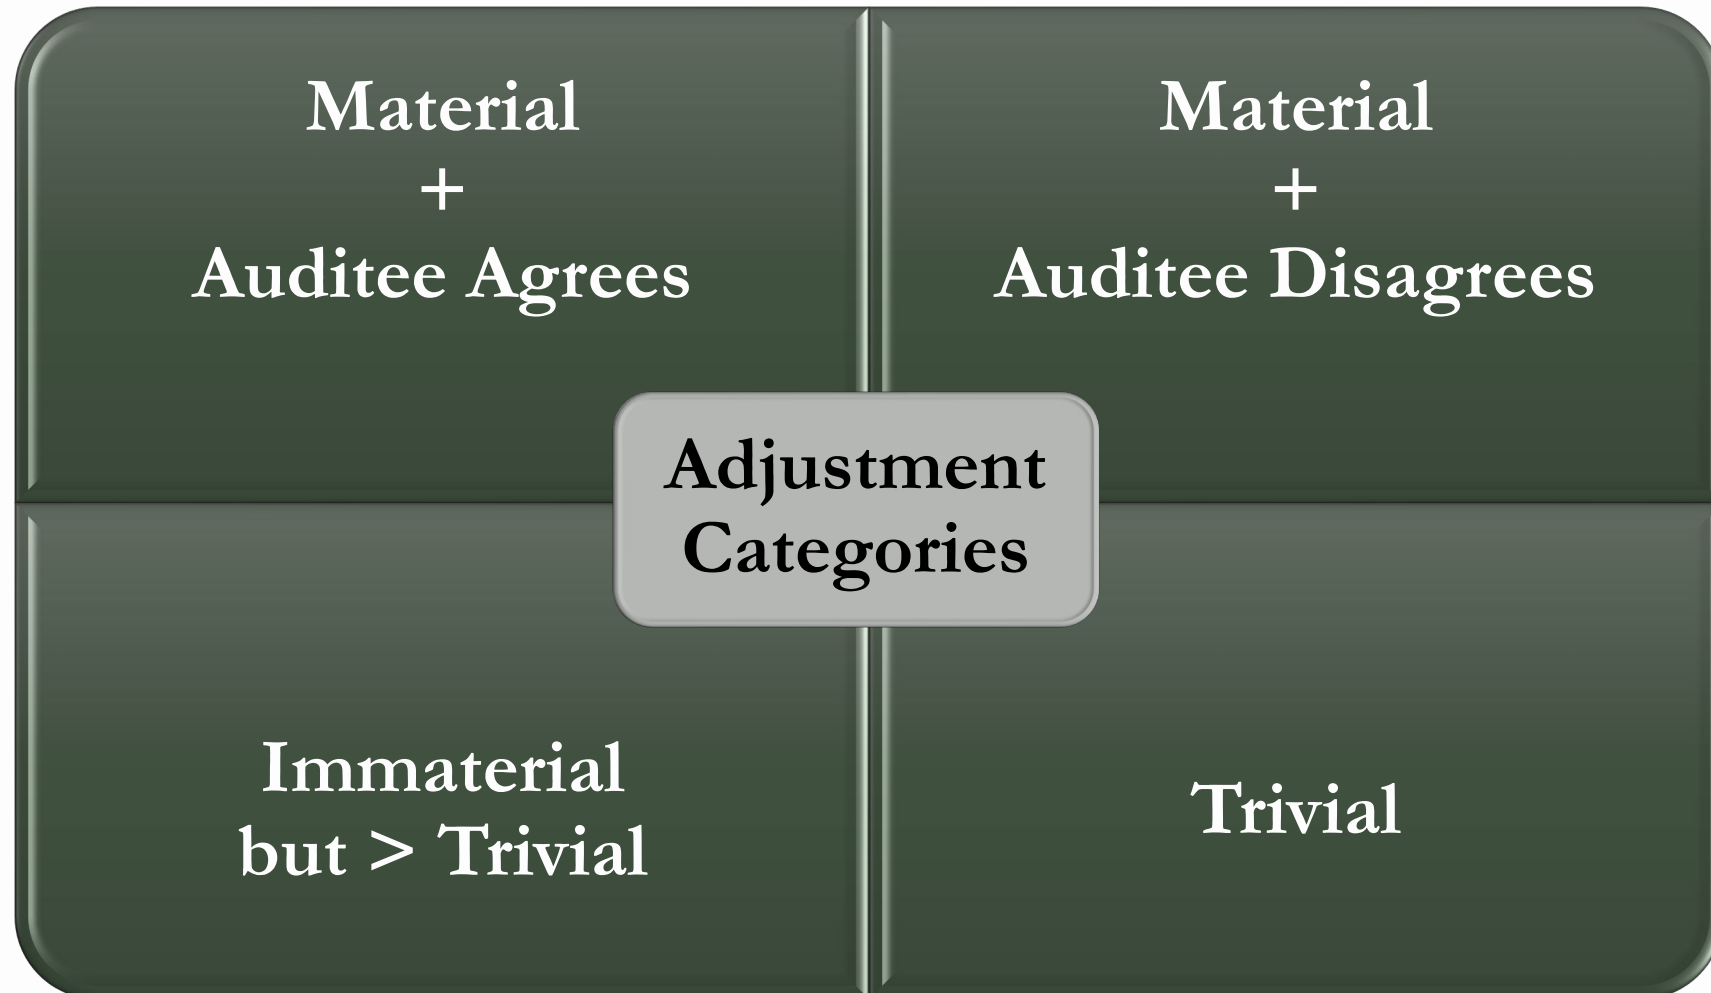 Material
+
Auditee Agrees
Material
+
Auditee Disagrees
Adjustment
Categories
Immaterial
but > Trivial
Trivial